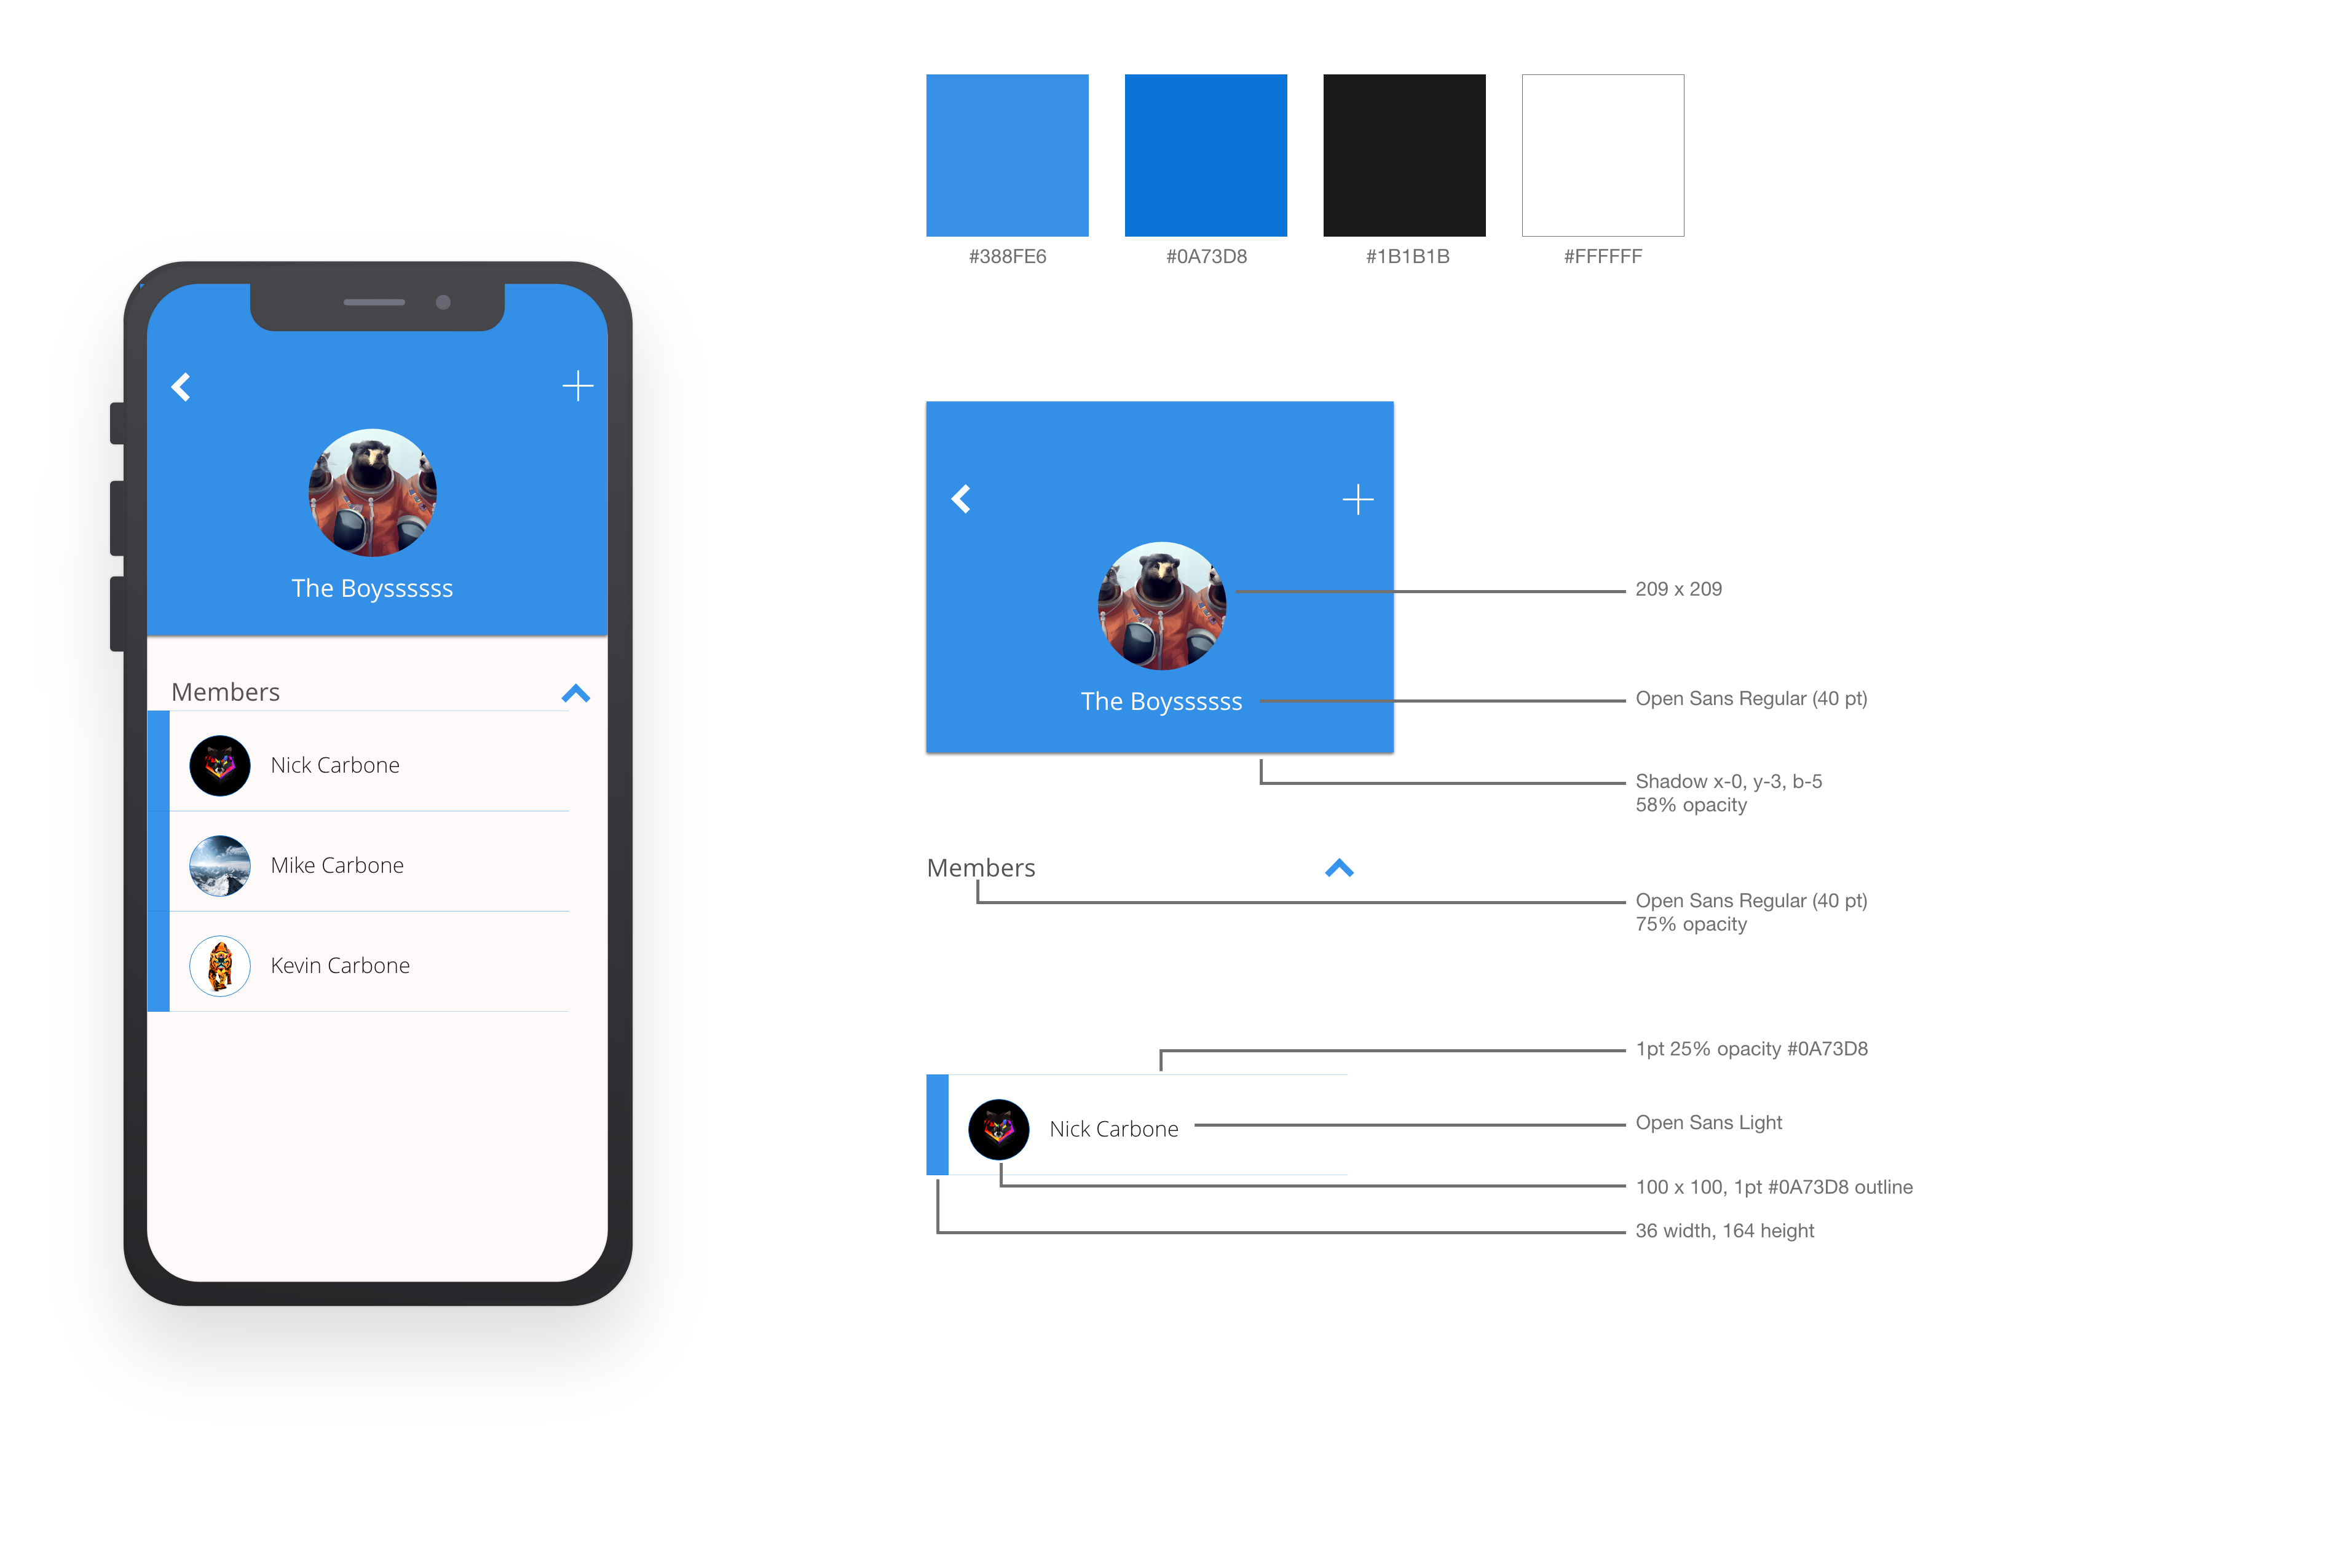 #388FE6
#0A73D8
#1B1B1B
#FFFFFF
The Boyssssss
Members
Nick Carbone
Mike Carbone
Kevin Carbone
The Boyssssss
209 x 209
Open Sans Regular (40 pt)
Shadow x-0, y-3, b-5
58% opacity
Members
Open Sans Regular (40 pt)
75% opacity
1pt 25% opacity #0A73D8
Nick Carbone
Open Sans Light
100 x 100, 1pt #0A73D8 outline
36 width, 164 height